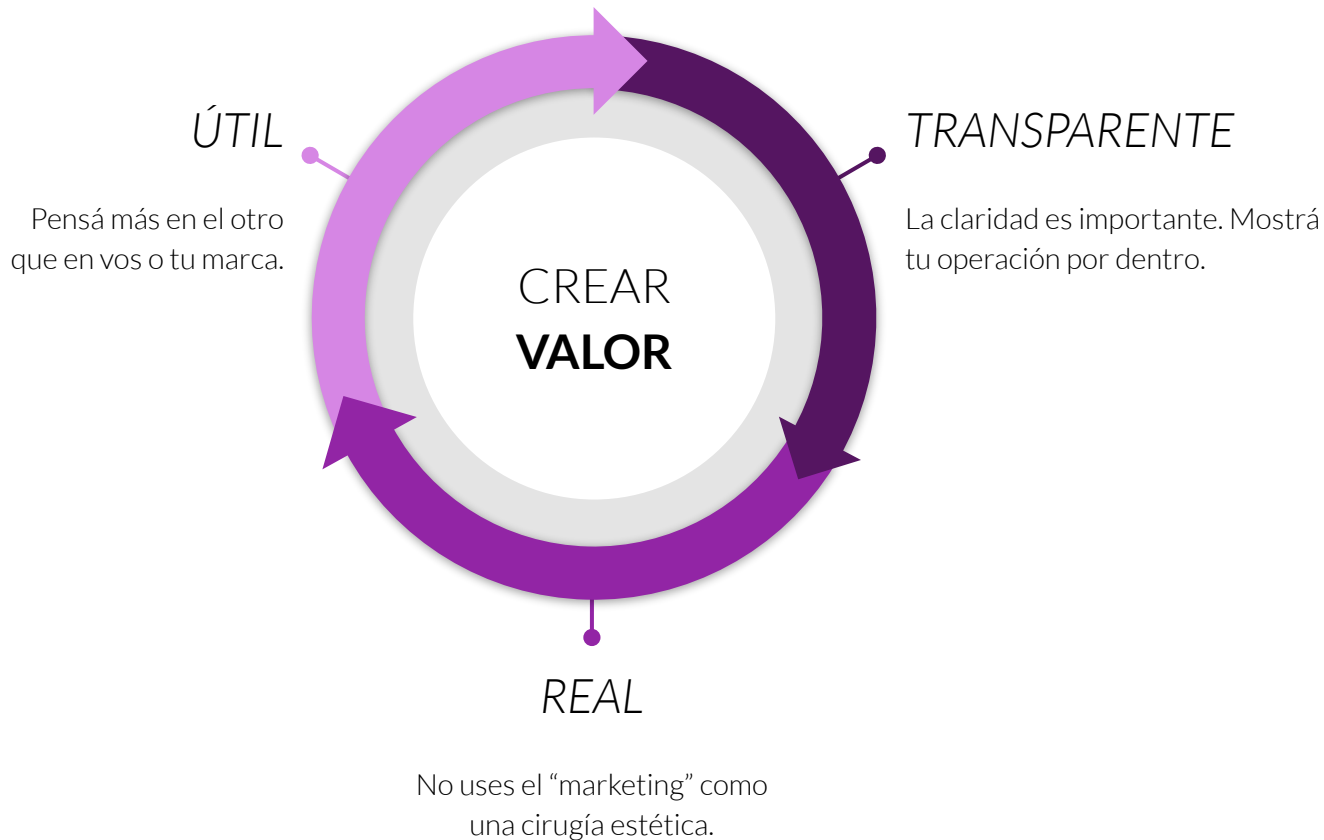 ÚTIL
Pensá más en el otro
que en vos o tu marca.
TRANSPARENTE
La claridad es importante. Mostrá
tu operación por dentro.
CREAR
VALOR
REAL
No uses el “marketing” como
una cirugía estética.